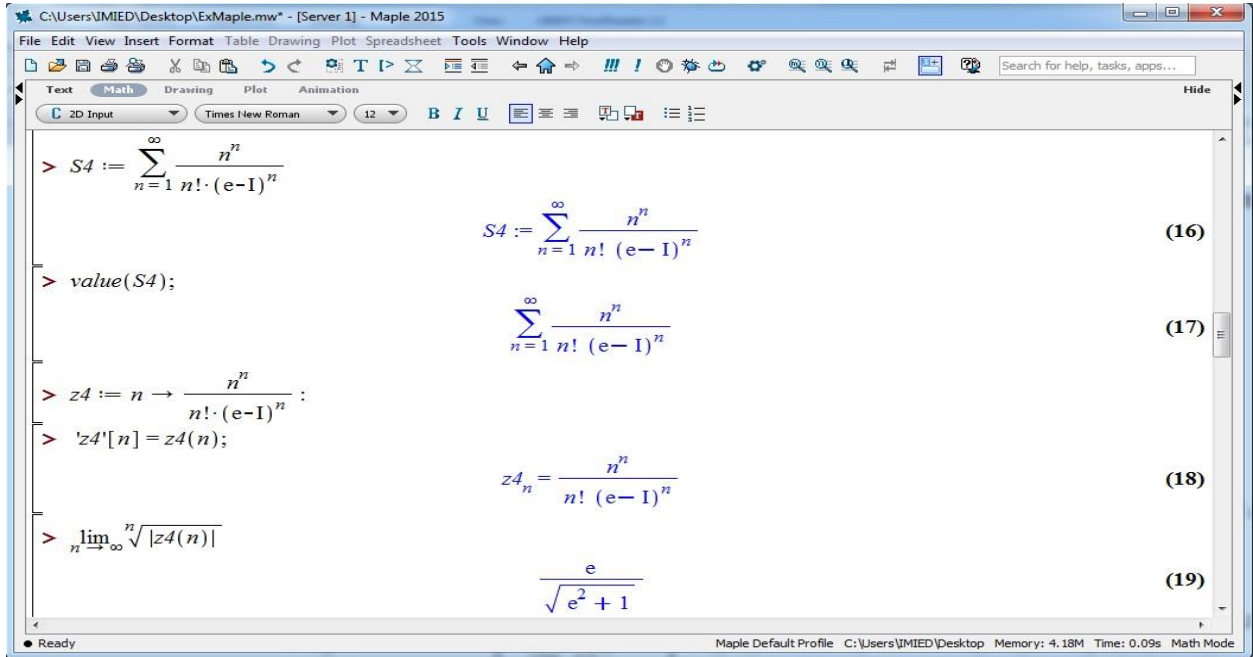 C:\Users\IMIED\Desktop\ExMaple.mw* - [Server 1] - Maple 2015
File Edit View Insert Format Table Drawing Plot Spreadsheet Tools Window Help
Search for help, tasks, apps...
Text Math Drawing Plot Animation Hide
C 2D Input Times New Roman 12 B I U
> S4 := ∑_{n=1}^{∞} n^n / (n!·(e-I)^n)
S4 := ∑_{n=1}^{∞} n^n / (n! (e− I)^n) (16)
> value(S4);
∑_{n=1}^{∞} n^n / (n! (e− I)^n) (17)
> z4 := n → n^n / (n!·(e-I)^n) :
> 'z4'[n] = z4(n);
z4_n = n^n / (n! (e− I)^n) (18)
> lim_{n→∞} ⁿ√|z4(n)|
e / √(e^2 + 1) (19)
Ready Maple Default Profile C:\Users\IMIED\Desktop Memory: 4.18M Time: 0.09s Math Mode